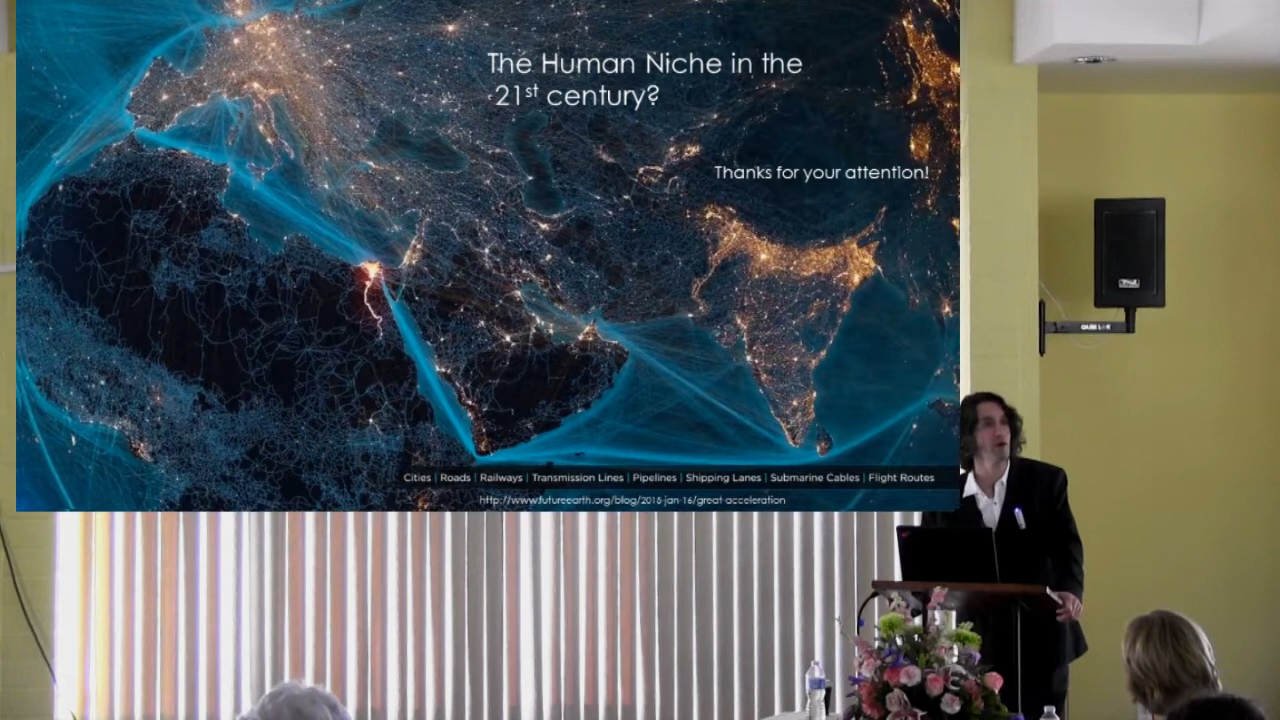 The Human Niche in the
21st century?
Thanks for your attention!
Cities | Roads | Railways | Transmission Lines | Pipelines | Shipping Lanes | Submarine Cables | Flight Routes
http://www.futureearth.org/blog/2015-jan-16/great-acceleration